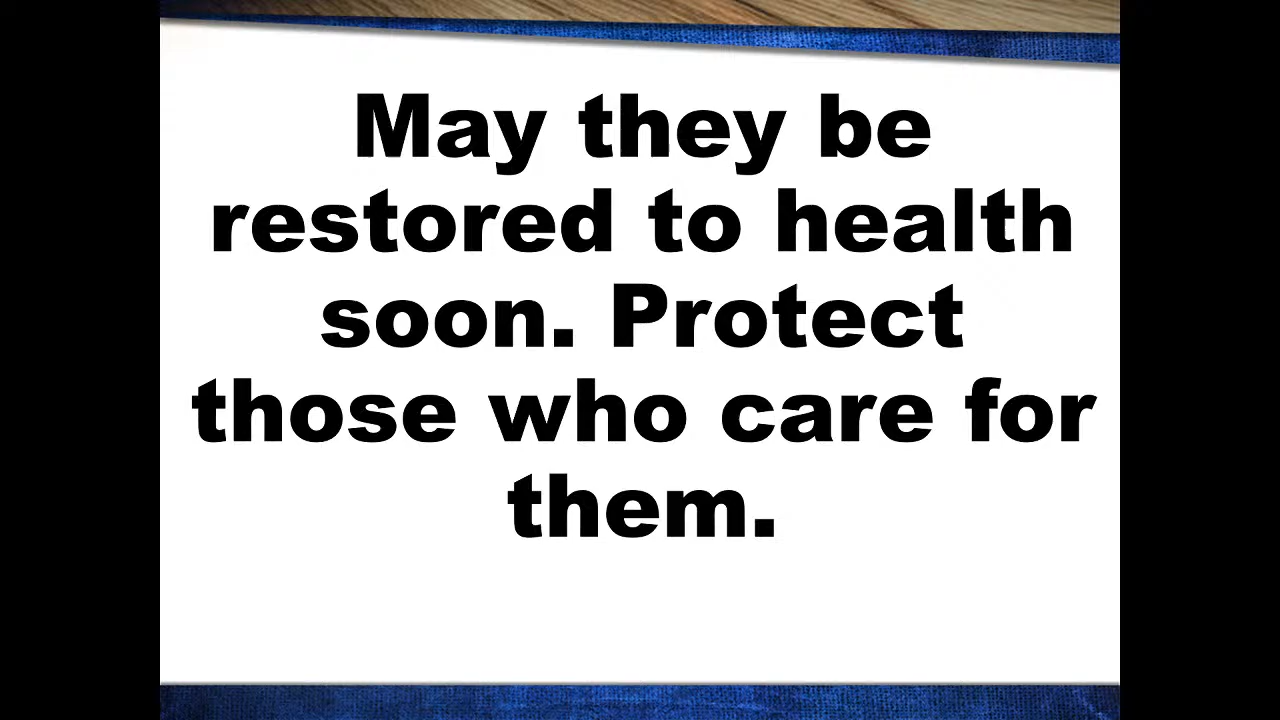 May they be
restored to health
soon. Protect
those who care for
them.